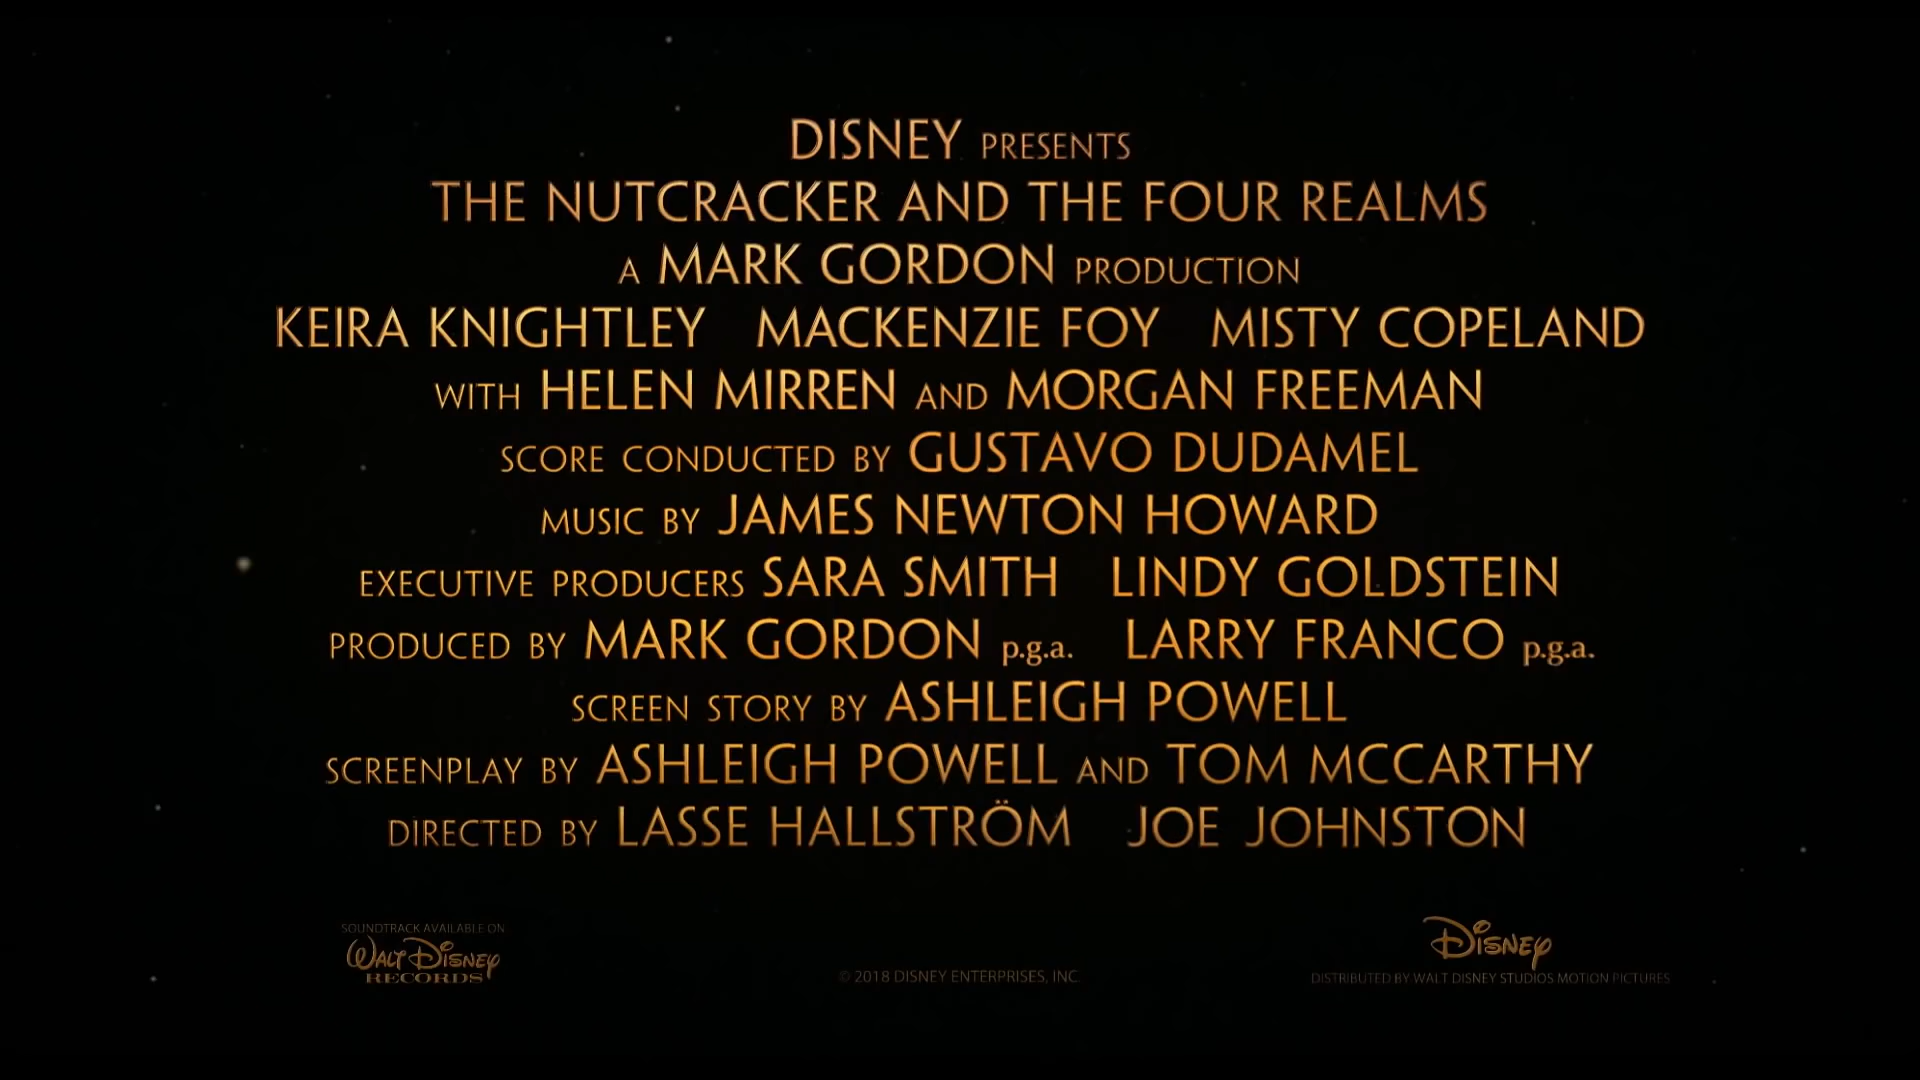 DISNEY PRESENTS
THE NUTCRACKER AND THE FOUR REALMS
A MARK GORDON PRODUCTION
KEIRA KNIGHTLEY MACKENZIE FOY MISTY COPELAND
WITH HELEN MIRREN AND MORGAN FREEMAN
SCORE CONDUCTED BY GUSTAVO DUDAMEL
MUSIC BY JAMES NEWTON HOWARD
EXECUTIVE PRODUCERS SARA SMITH LINDY GOLDSTEIN
PRODUCED BY MARK GORDON p.g.a. LARRY FRANCO p.g.a.
SCREEN STORY BY ASHLEIGH POWELL
SCREENPLAY BY ASHLEIGH POWELL AND TOM MCCARTHY
DIRECTED BY LASSE HALLSTRÖM JOE JOHNSTON
SOUNDTRACK AVAILABLE ON
WALT DISNEY
RECORDS
© 2018 DISNEY ENTERPRISES, INC.
DISNEY
DISTRIBUTED BY WALT DISNEY STUDIOS MOTION PICTURES